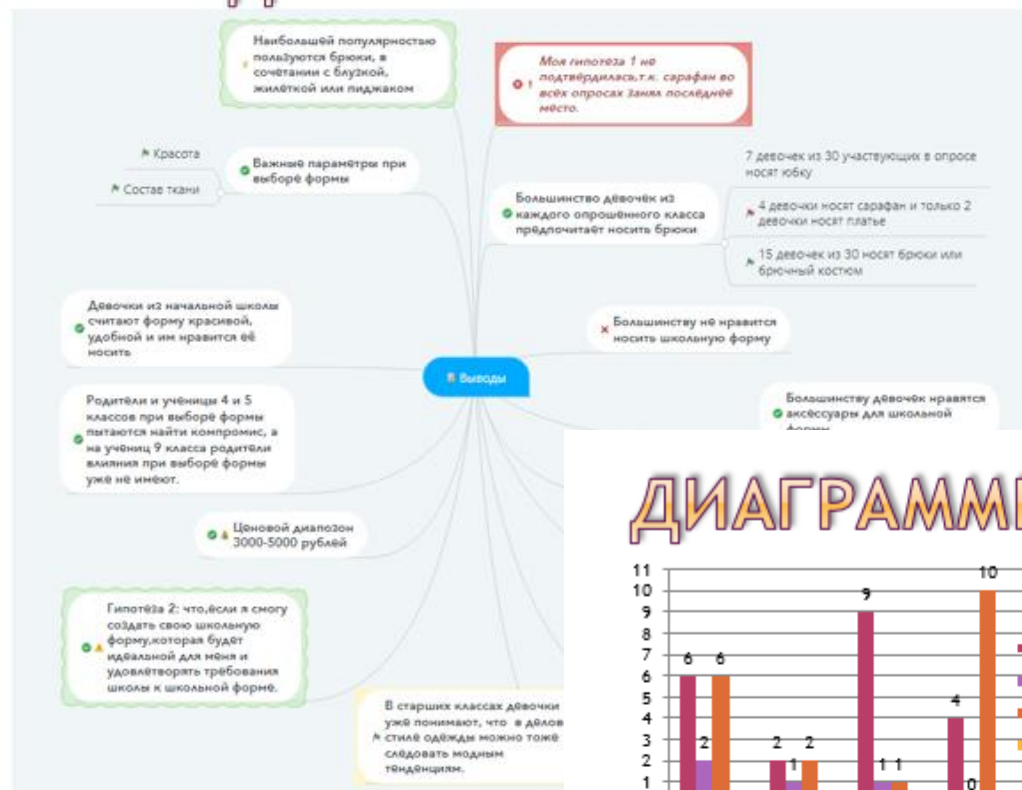 Наибольшей популярностью
пользуются брюки, в
сочетании с блузкой,
жилеткой или пиджаком
Моя гипотеза 1 не
подтвердилась,т.к. сарафан во
всех опросах занял последнее
место.
Красота
Состав ткани
Важные параметры при
выборе формы
Большинство девочек из
каждого опрошенного класса
предпочитает носить брюки
7 девочек из 30 участвующих в опросе
носят юбку
4 девочки носят сарафан и только 2
девочки носят платье
15 девочек из 30 носят брюки или
брючный костюм
Девочки из начальной школы
считают форму красивой,
удобной и им нравится её
носить
Большинству не нравится
носить школьную форму
Выводы
Родители и ученицы 4 и 5
классов при выборе формы
пытаются найти компромис, а
на учениц 9 класса родители
влияния при выборе формы
уже не имеют.
Большинству девочек нравятся
аксессуары для школьной
формы
Ценовой диапозон
3000-5000 рублей
Гипотеза 2: что,если я смогу
создать свою школьную
форму,которая будет
идеальной для меня и
удовлетворять требования
школы к школьной форме.
В старших классах девочки
уже понимают, что в делов
стиле одежды можно тоже
следовать модным
тенденциям.
ДИАГРАММ
11
10
9
8
7
6
5
4
3
2
1
6 2 6
2 1 2
9 1 1
4 0 10